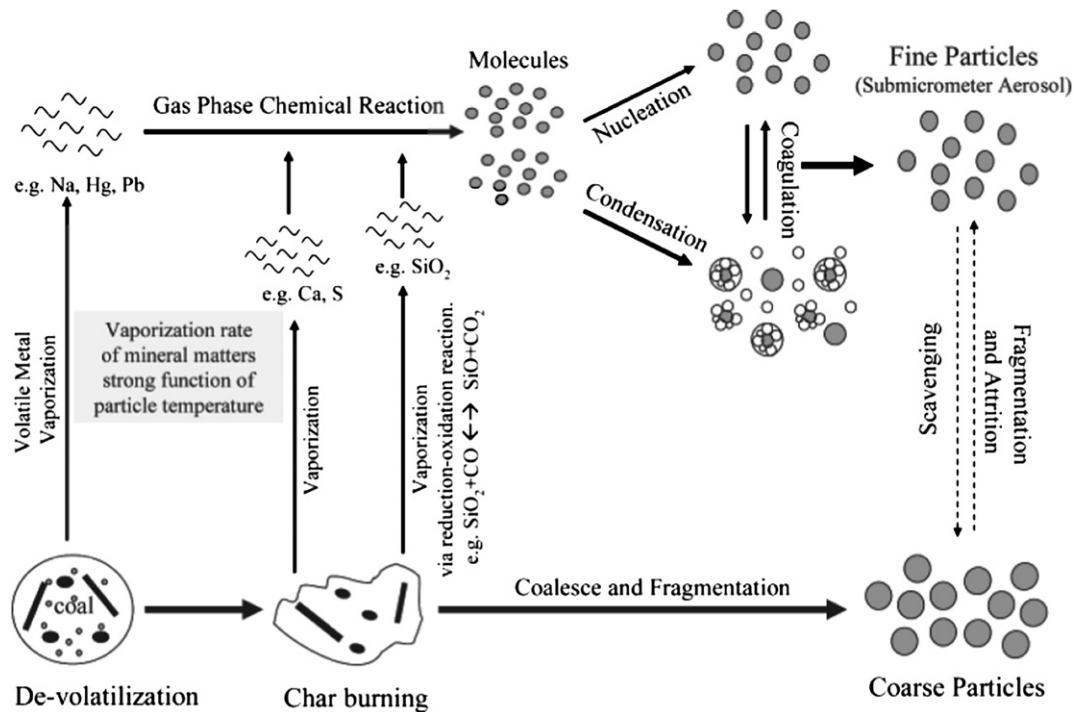 Molecules
Fine Particles
(Submicrometer Aerosol)
Gas Phase Chemical Reaction
Nucleation
Coagulation
Condensation
e.g. Na, Hg, Pb
e.g. Ca, S
e.g. SiO₂
Volatile Metal
Vaporization
Vaporization rate
of mineral matters
strong function of
particle temperature
Vaporization
Vaporization
via reduction-oxidation reaction.
e.g. SiO₂+CO ←→ SiO+CO₂
Scavenging
Fragmentation
and Attrition
coal
Coalesce and Fragmentation
De-volatilization
Char burning
Coarse Particles